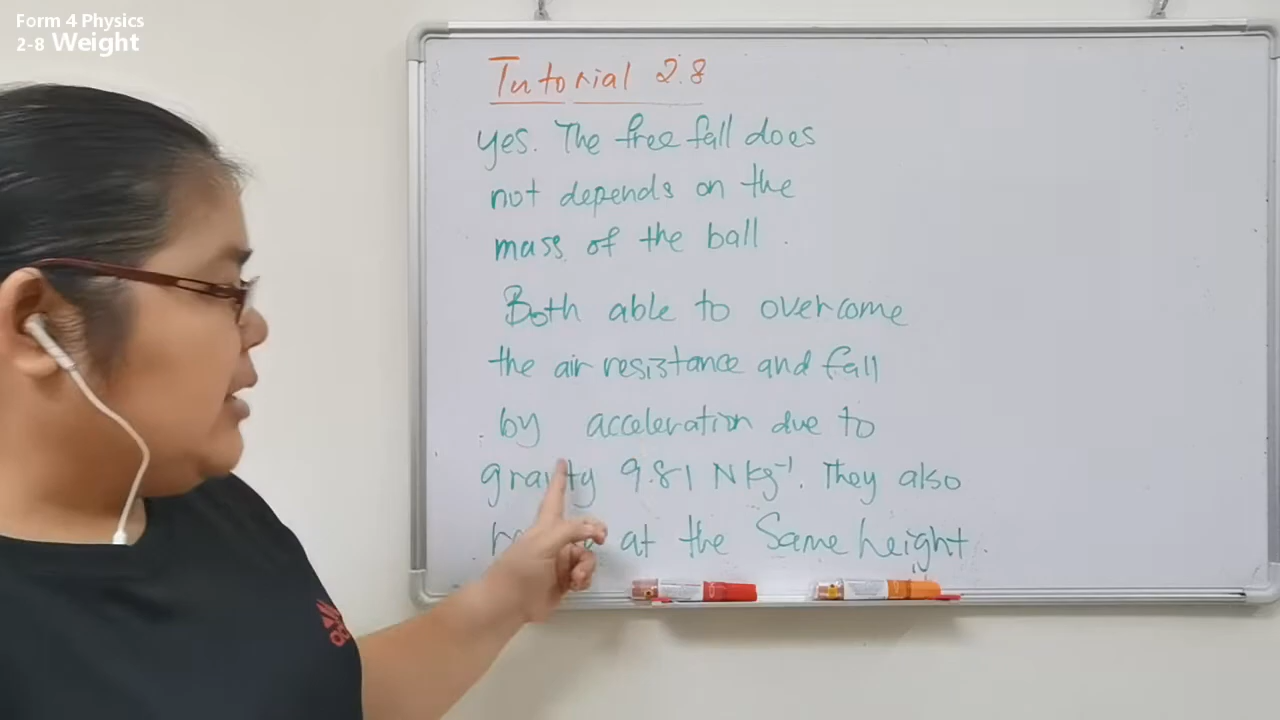 Form 4 Physics
2-8 Weight
Tutorial 2.8
yes. The free fall does
not depends on the
mass of the ball
Both able to overcome
the air resistance and fall
by acceleration due to
gravity 9.81 N kg⁻¹. They also
at the same height.